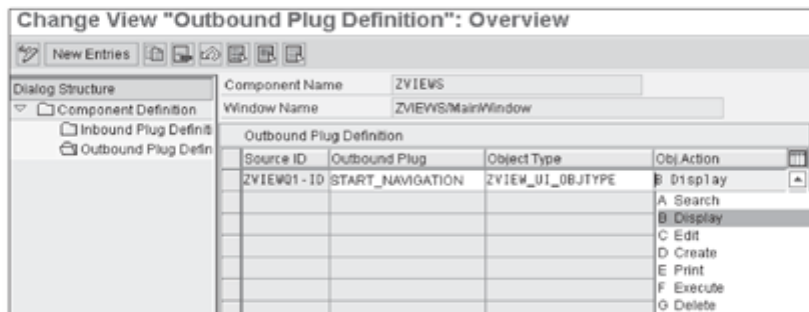 Change View "Outbound Plug Definition": Overview
New Entries
Dialog Structure
Component Definition
Inbound Plug Definiti
Outbound Plug Defin
Component Name ZVIEWS
Window Name ZVIEWS/MainWindow
Outbound Plug Definition
Source ID Outbound Plug Object Type Obj.Action
ZVIEWQ1-ID START_NAVIGATION ZVIEW_UI_OBJTYPE B Display
A Search
B Display
C Edit
D Create
E Print
F Execute
G Delete